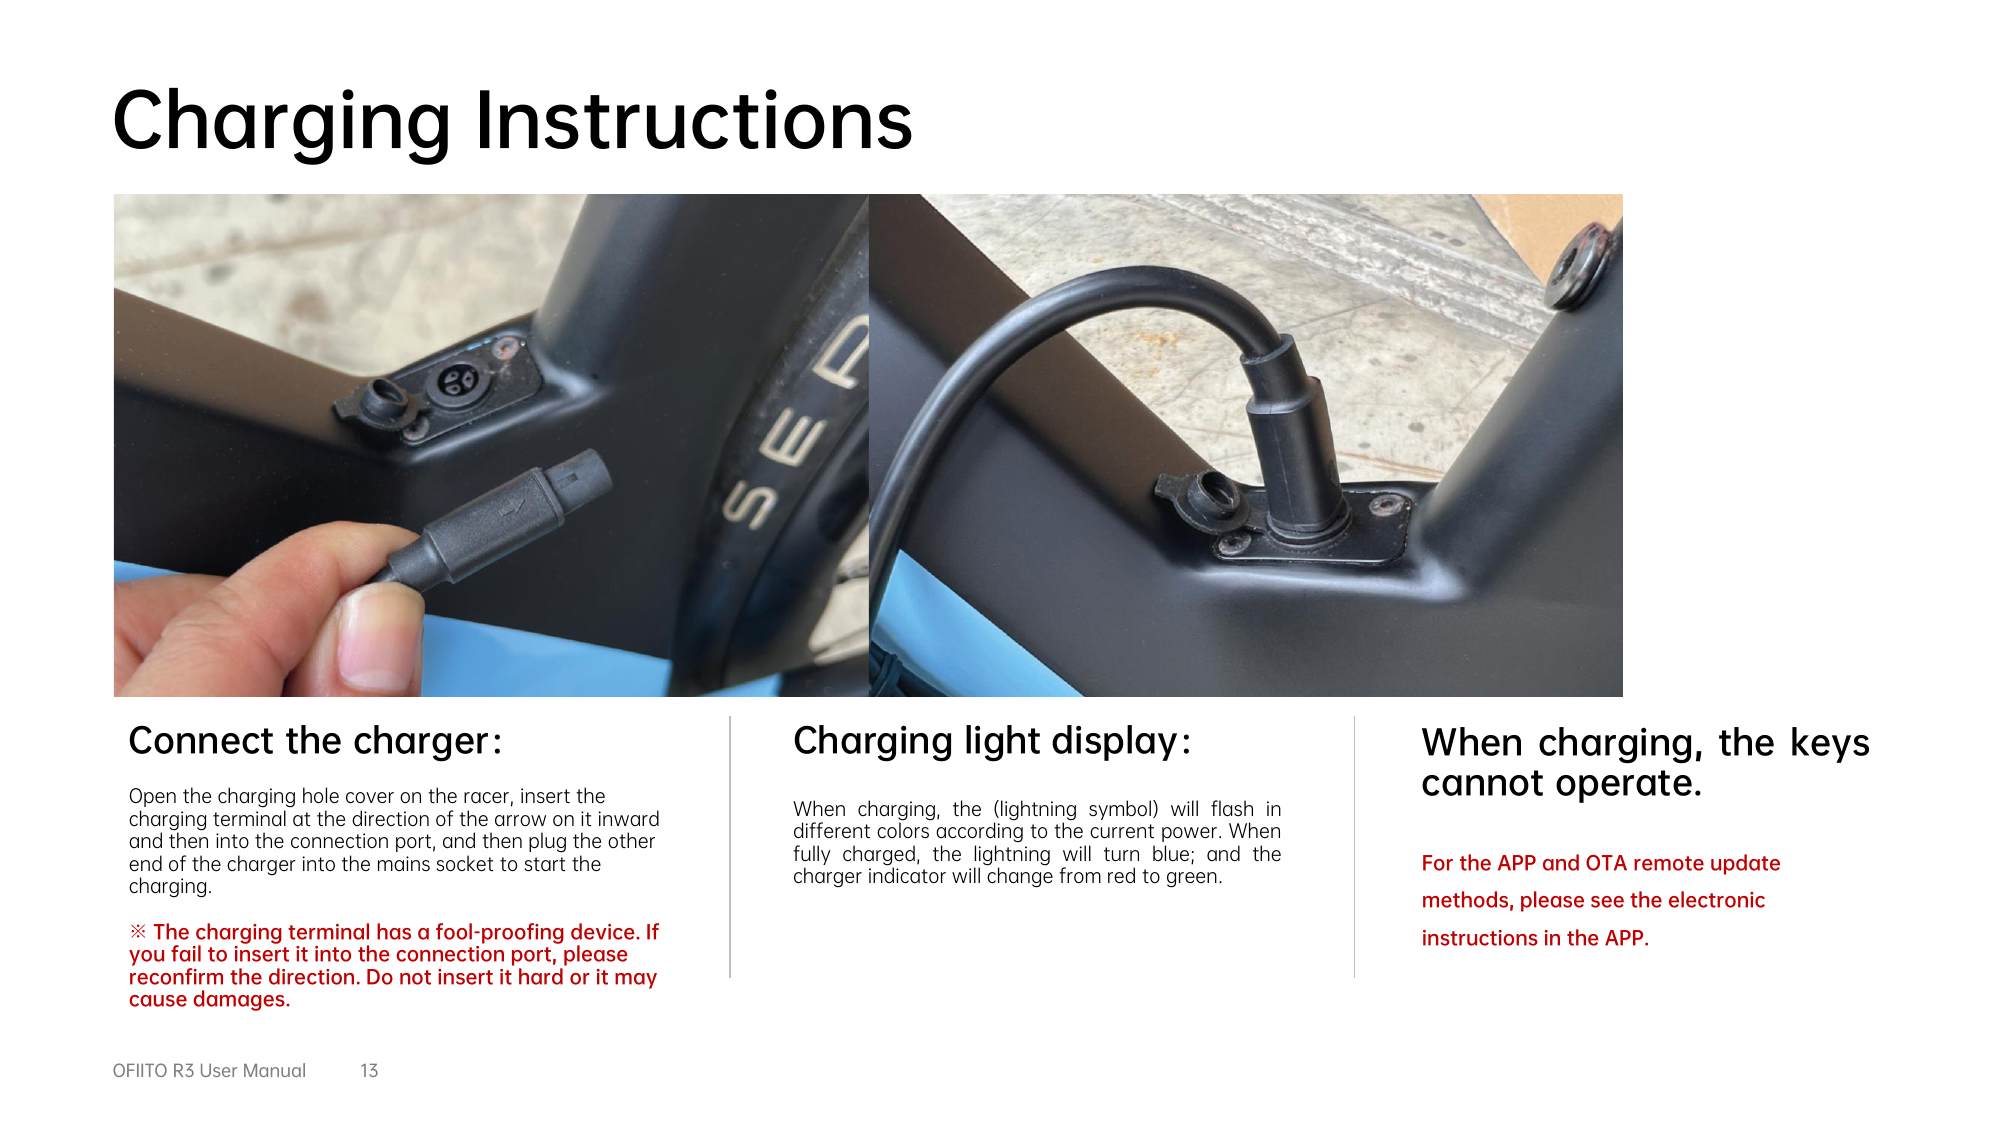 Charging Instructions
SER
Connect the charger:
Open the charging hole cover on the racer, insert the
charging terminal at the direction of the arrow on it inward
and then into the connection port, and then plug the other
end of the charger into the mains socket to start the
charging.
※ The charging terminal has a fool-proofing device. If
you fail to insert it into the connection port, please
reconfirm the direction. Do not insert it hard or it may
cause damages.
Charging light display:
When charging, the (lightning symbol) will flash in
different colors according to the current power. When
fully charged, the lightning will turn blue; and the
charger indicator will change from red to green.
When charging, the keys
cannot operate.
For the APP and OTA remote update
methods, please see the electronic
instructions in the APP.
OFIITO R3 User Manual 13